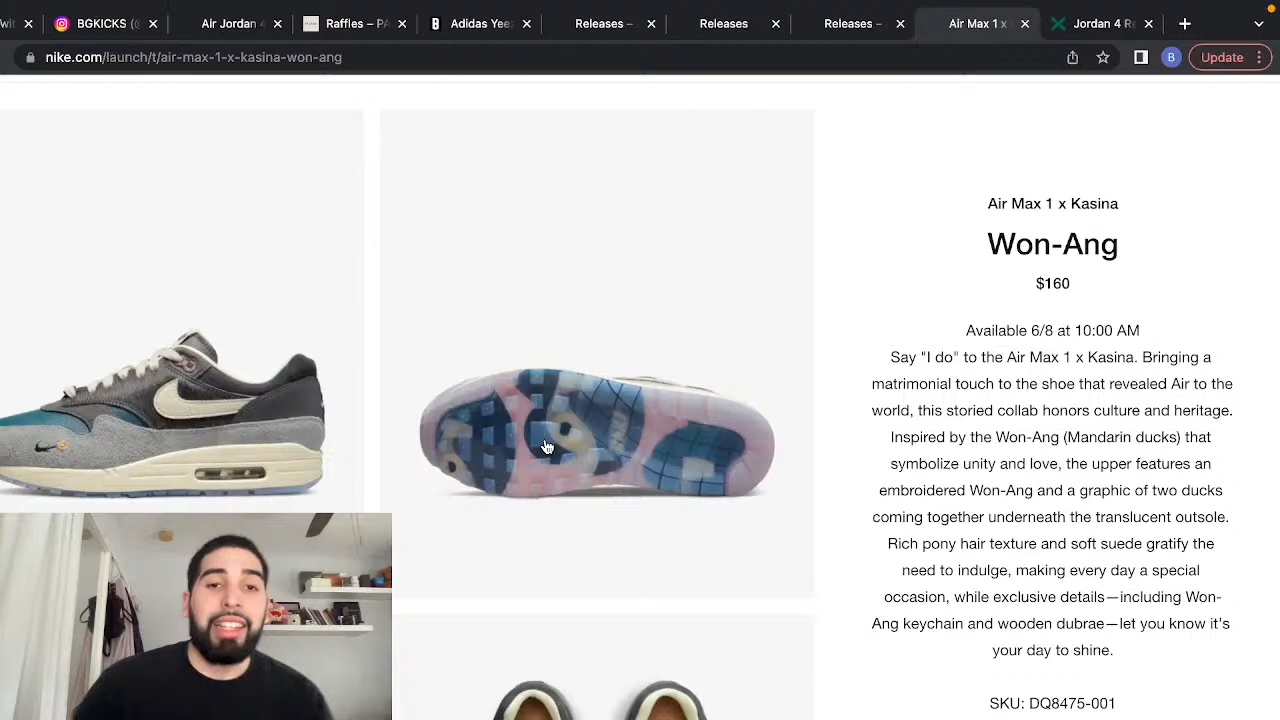 BGKICKS (
Air Jordan 4
Raffles – PA
Adidas Yeez
Releases –
Releases
Releases –
Air Max 1 x
Jordan 4 Re
nike.com/launch/t/air-max-1-x-kasina-won-ang
B
Update
Air Max 1 x Kasina
Won-Ang
$160
Available 6/8 at 10:00 AM
Say "I do" to the Air Max 1 x Kasina. Bringing a
matrimonial touch to the shoe that revealed Air to the
world, this storied collab honors culture and heritage.
Inspired by the Won-Ang (Mandarin ducks) that
symbolize unity and love, the upper features an
embroidered Won-Ang and a graphic of two ducks
coming together underneath the translucent outsole.
Rich pony hair texture and soft suede gratify the
need to indulge, making every day a special
occasion, while exclusive details—including Won-
Ang keychain and wooden dubrae—let you know it's
your day to shine.
SKU: DQ8475-001